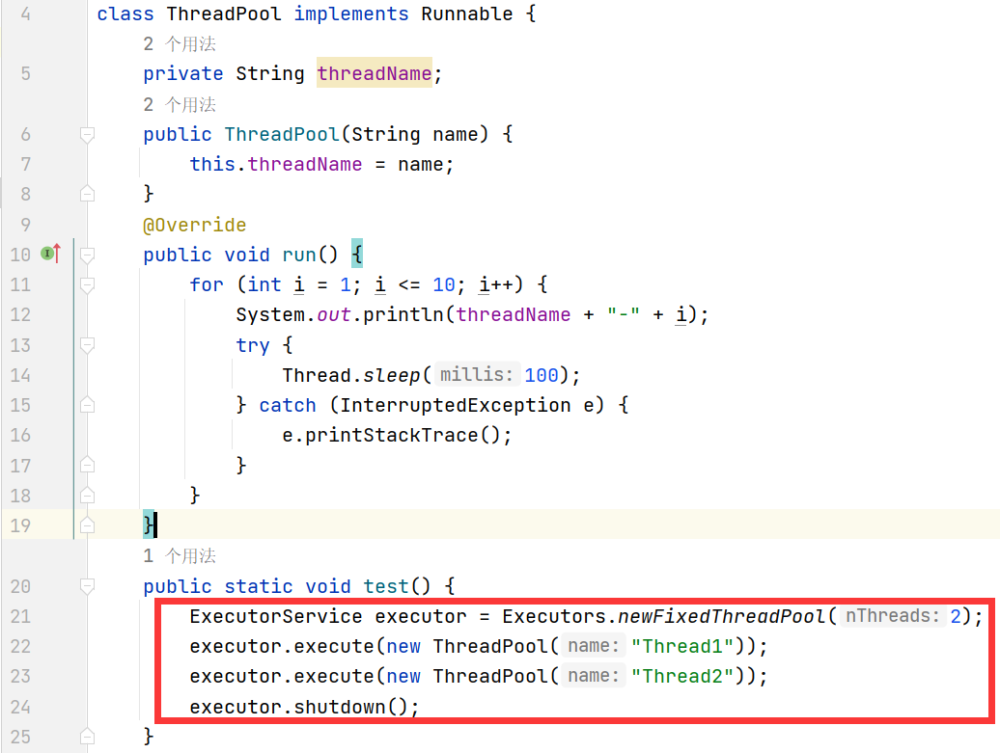 4 class ThreadPool implements Runnable {
2 个用法
5 private String threadName;
2 个用法
6 public ThreadPool(String name) {
7 this.threadName = name;
8 }
9 @Override
10 public void run() {
11 for (int i = 1; i <= 10; i++) {
12 System.out.println(threadName + "-" + i);
13 try {
14 Thread.sleep( millis: 100);
15 } catch (InterruptedException e) {
16 e.printStackTrace();
17 }
18 }
19 }
1 个用法
20 public static void test() {
21 ExecutorService executor = Executors.newFixedThreadPool( nThreads: 2);
22 executor.execute(new ThreadPool( name: "Thread1"));
23 executor.execute(new ThreadPool( name: "Thread2"));
24 executor.shutdown();
25 }